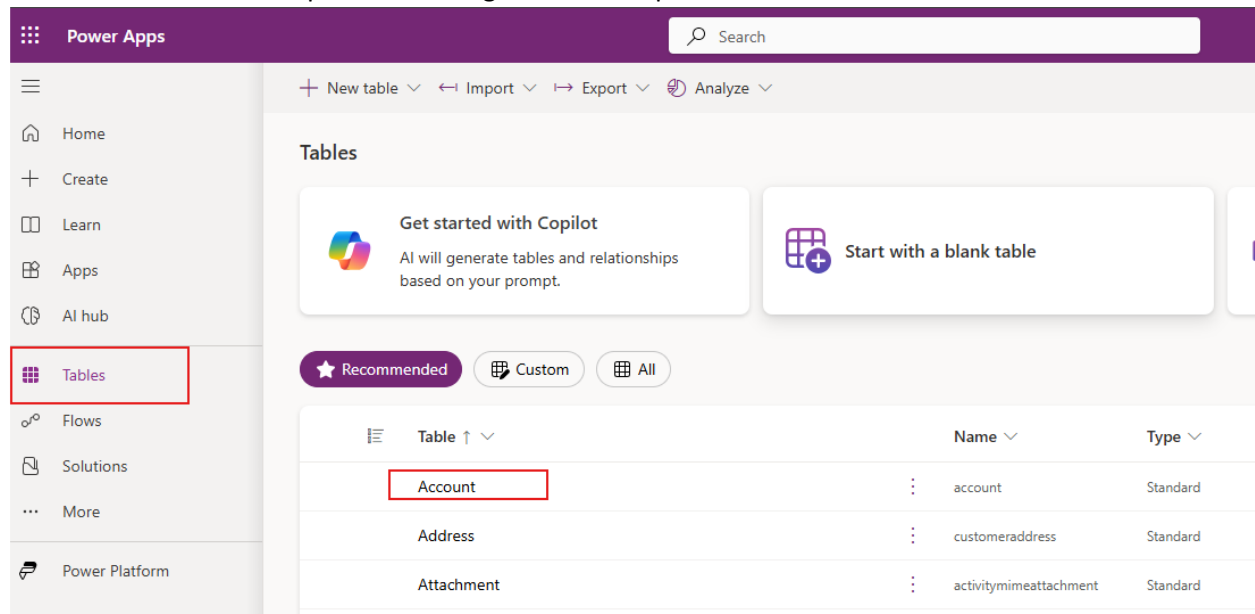 Power Apps
Search
New table
Import
Export
Analyze
Home
Create
Learn
Apps
AI hub
Tables
Flows
Solutions
More
Power Platform
Tables
Get started with Copilot
AI will generate tables and relationships
based on your prompt.
Start with a blank table
Recommended
Custom
All
Table ↑ Name Type
Account account Standard
Address customeraddress Standard
Attachment activitymimeattachment Standard